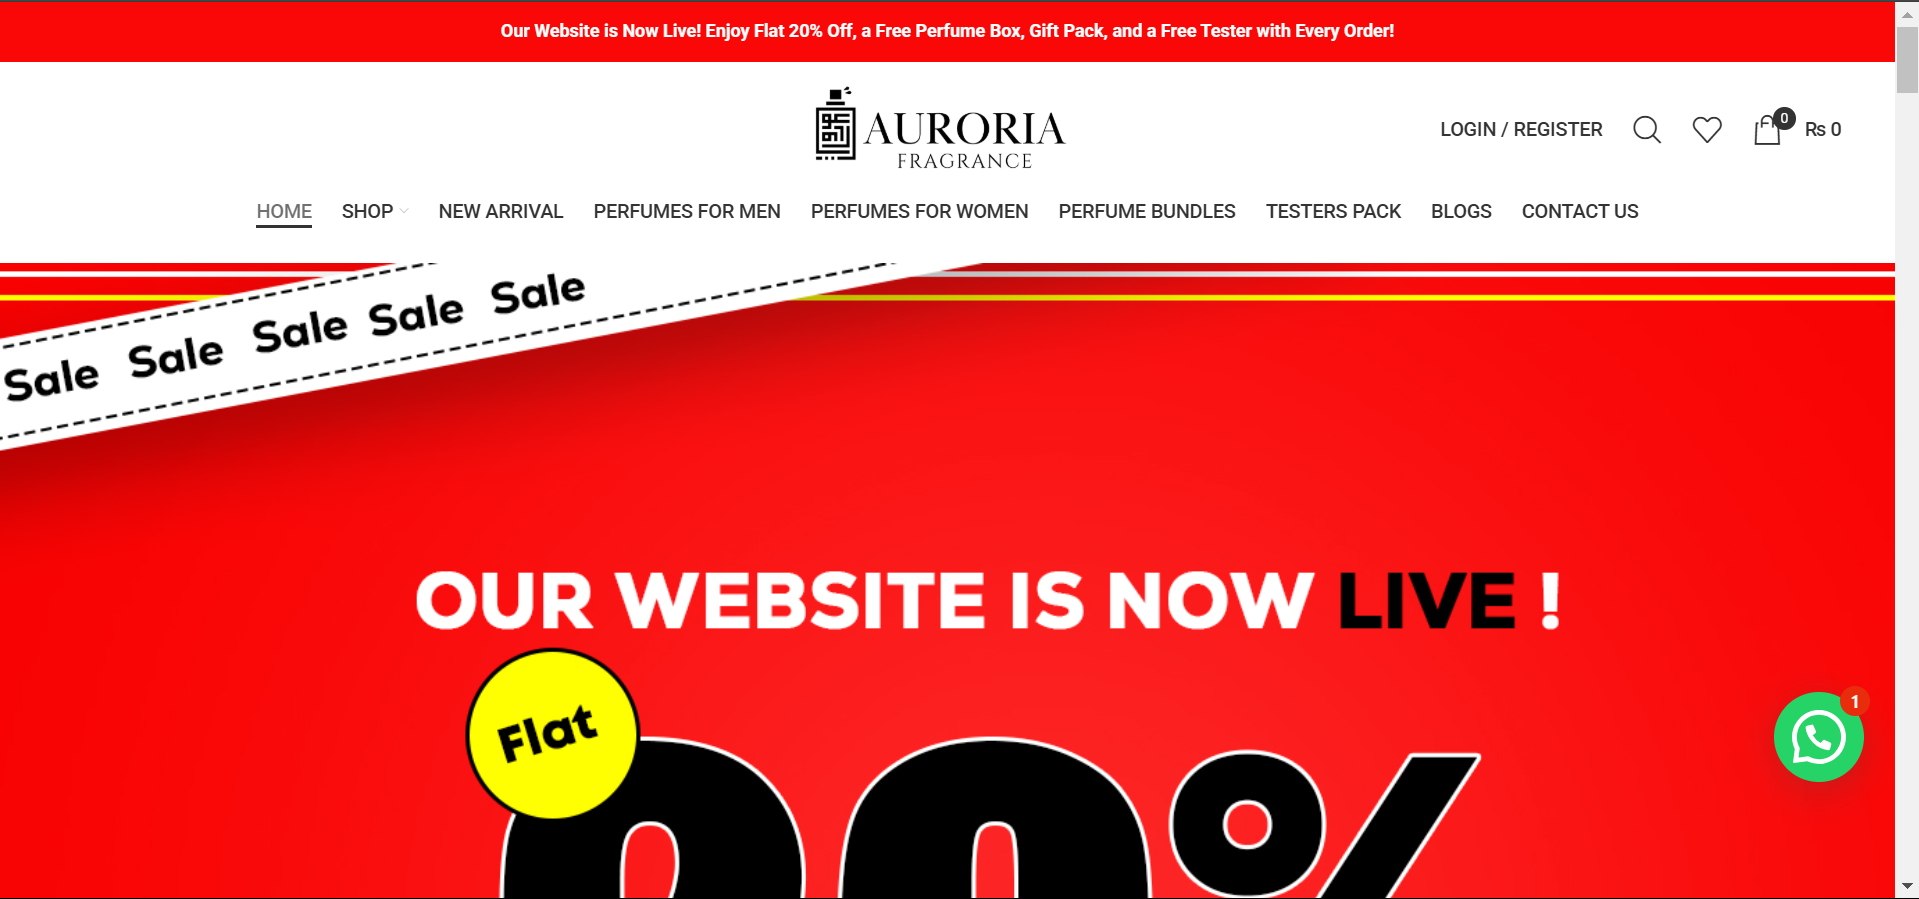 Our Website is Now Live! Enjoy Flat 20% Off, a Free Perfume Box, Gift Pack, and a Free Tester with Every Order!
AURORIA
FRAGRANCE
LOGIN / REGISTER
0
₨ 0
HOME
SHOP
NEW ARRIVAL
PERFUMES FOR MEN
PERFUMES FOR WOMEN
PERFUME BUNDLES
TESTERS PACK
BLOGS
CONTACT US
Sale Sale Sale Sale Sale
OUR WEBSITE IS NOW LIVE !
Flat
20%
1